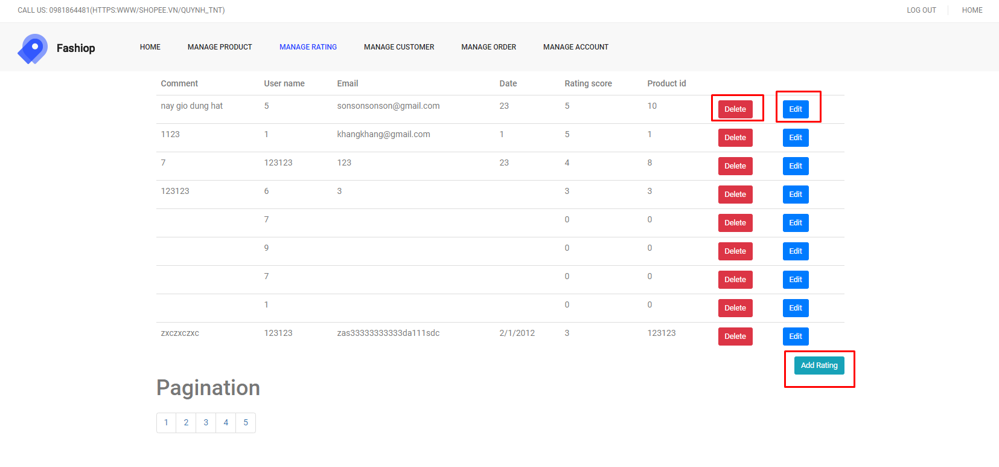 CALL US: 0981864481(HTTPS:WWW/SHOPEE.VN/QUYNH_TNT) LOG OUT HOME
Fashiop HOME MANAGE PRODUCT MANAGE RATING MANAGE CUSTOMER MANAGE ORDER MANAGE ACCOUNT
Comment User name Email Date Rating score Product id
nay gio dung hat 5 sonsonsonson@gmail.com 23 5 10 Delete Edit
1123 1 khangkhang@gmail.com 1 5 1 Delete Edit
7 123123 123 23 4 8 Delete Edit
123123 6 3 3 3 Delete Edit
7 0 0 Delete Edit
9 0 0 Delete Edit
7 0 0 Delete Edit
1 0 0 Delete Edit
zxczxczxc 123123 zas33333333333da111sdc 2/1/2012 3 123123 Delete Edit
Add Rating
Pagination
1 2 3 4 5